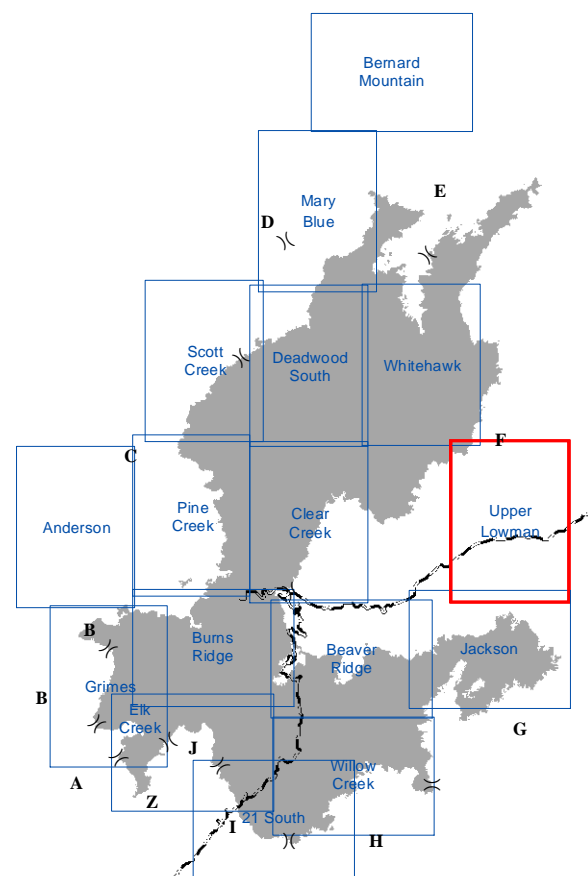 Bernard
Mountain
E
Mary
Blue
D
Scott
Creek
Deadwood
South
Whitehawk
F
C
Pine
Creek
Anderson
Clear
Creek
Upper
Lowman
B
Burns
Ridge
Beaver
Ridge
Jackson
B
Grimes
Elk
Creek
G
J
Willow
Creek
A
Z
I
21 South
H